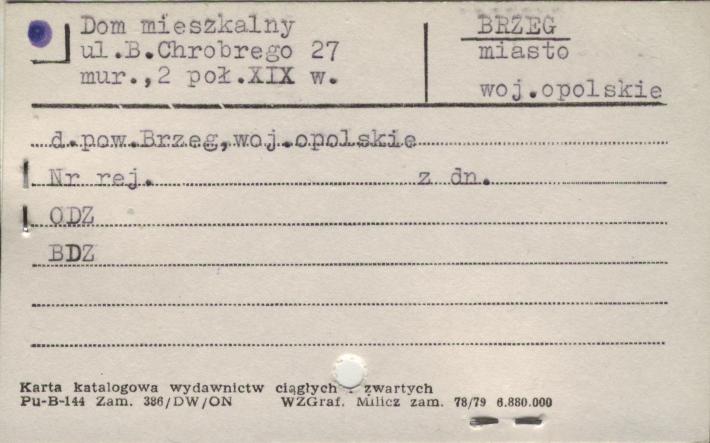 Dom mieszkalny
ul.B.Chrobrego 27
mur.,2 poł.XIX w.
BRZEG
miasto
woj.opolskie
d.pow.Brzeg,woj.opolskie
Nr rej. z dn.
ODZ
BDZ
Karta katalogowa wydawnictw ciągłych i zwartych
Pu-B-144 Zam. 386/DW/ON WZGraf. Milicz zam. 78/79 6.880.000